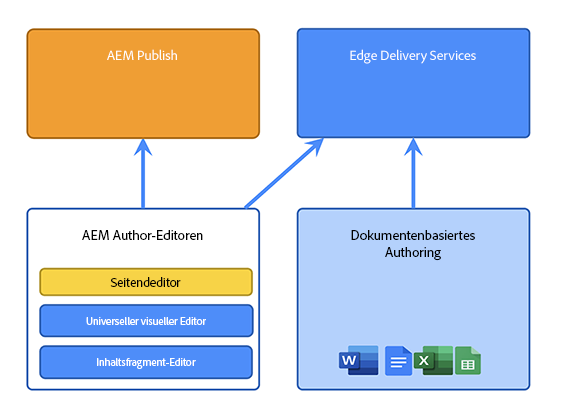 AEM Publish
Edge Delivery Services
AEM Author-Editoren
Seitendeditor
Universeller visueller Editor
Inhaltsfragment-Editor
Dokumentenbasiertes
Authoring
W
X